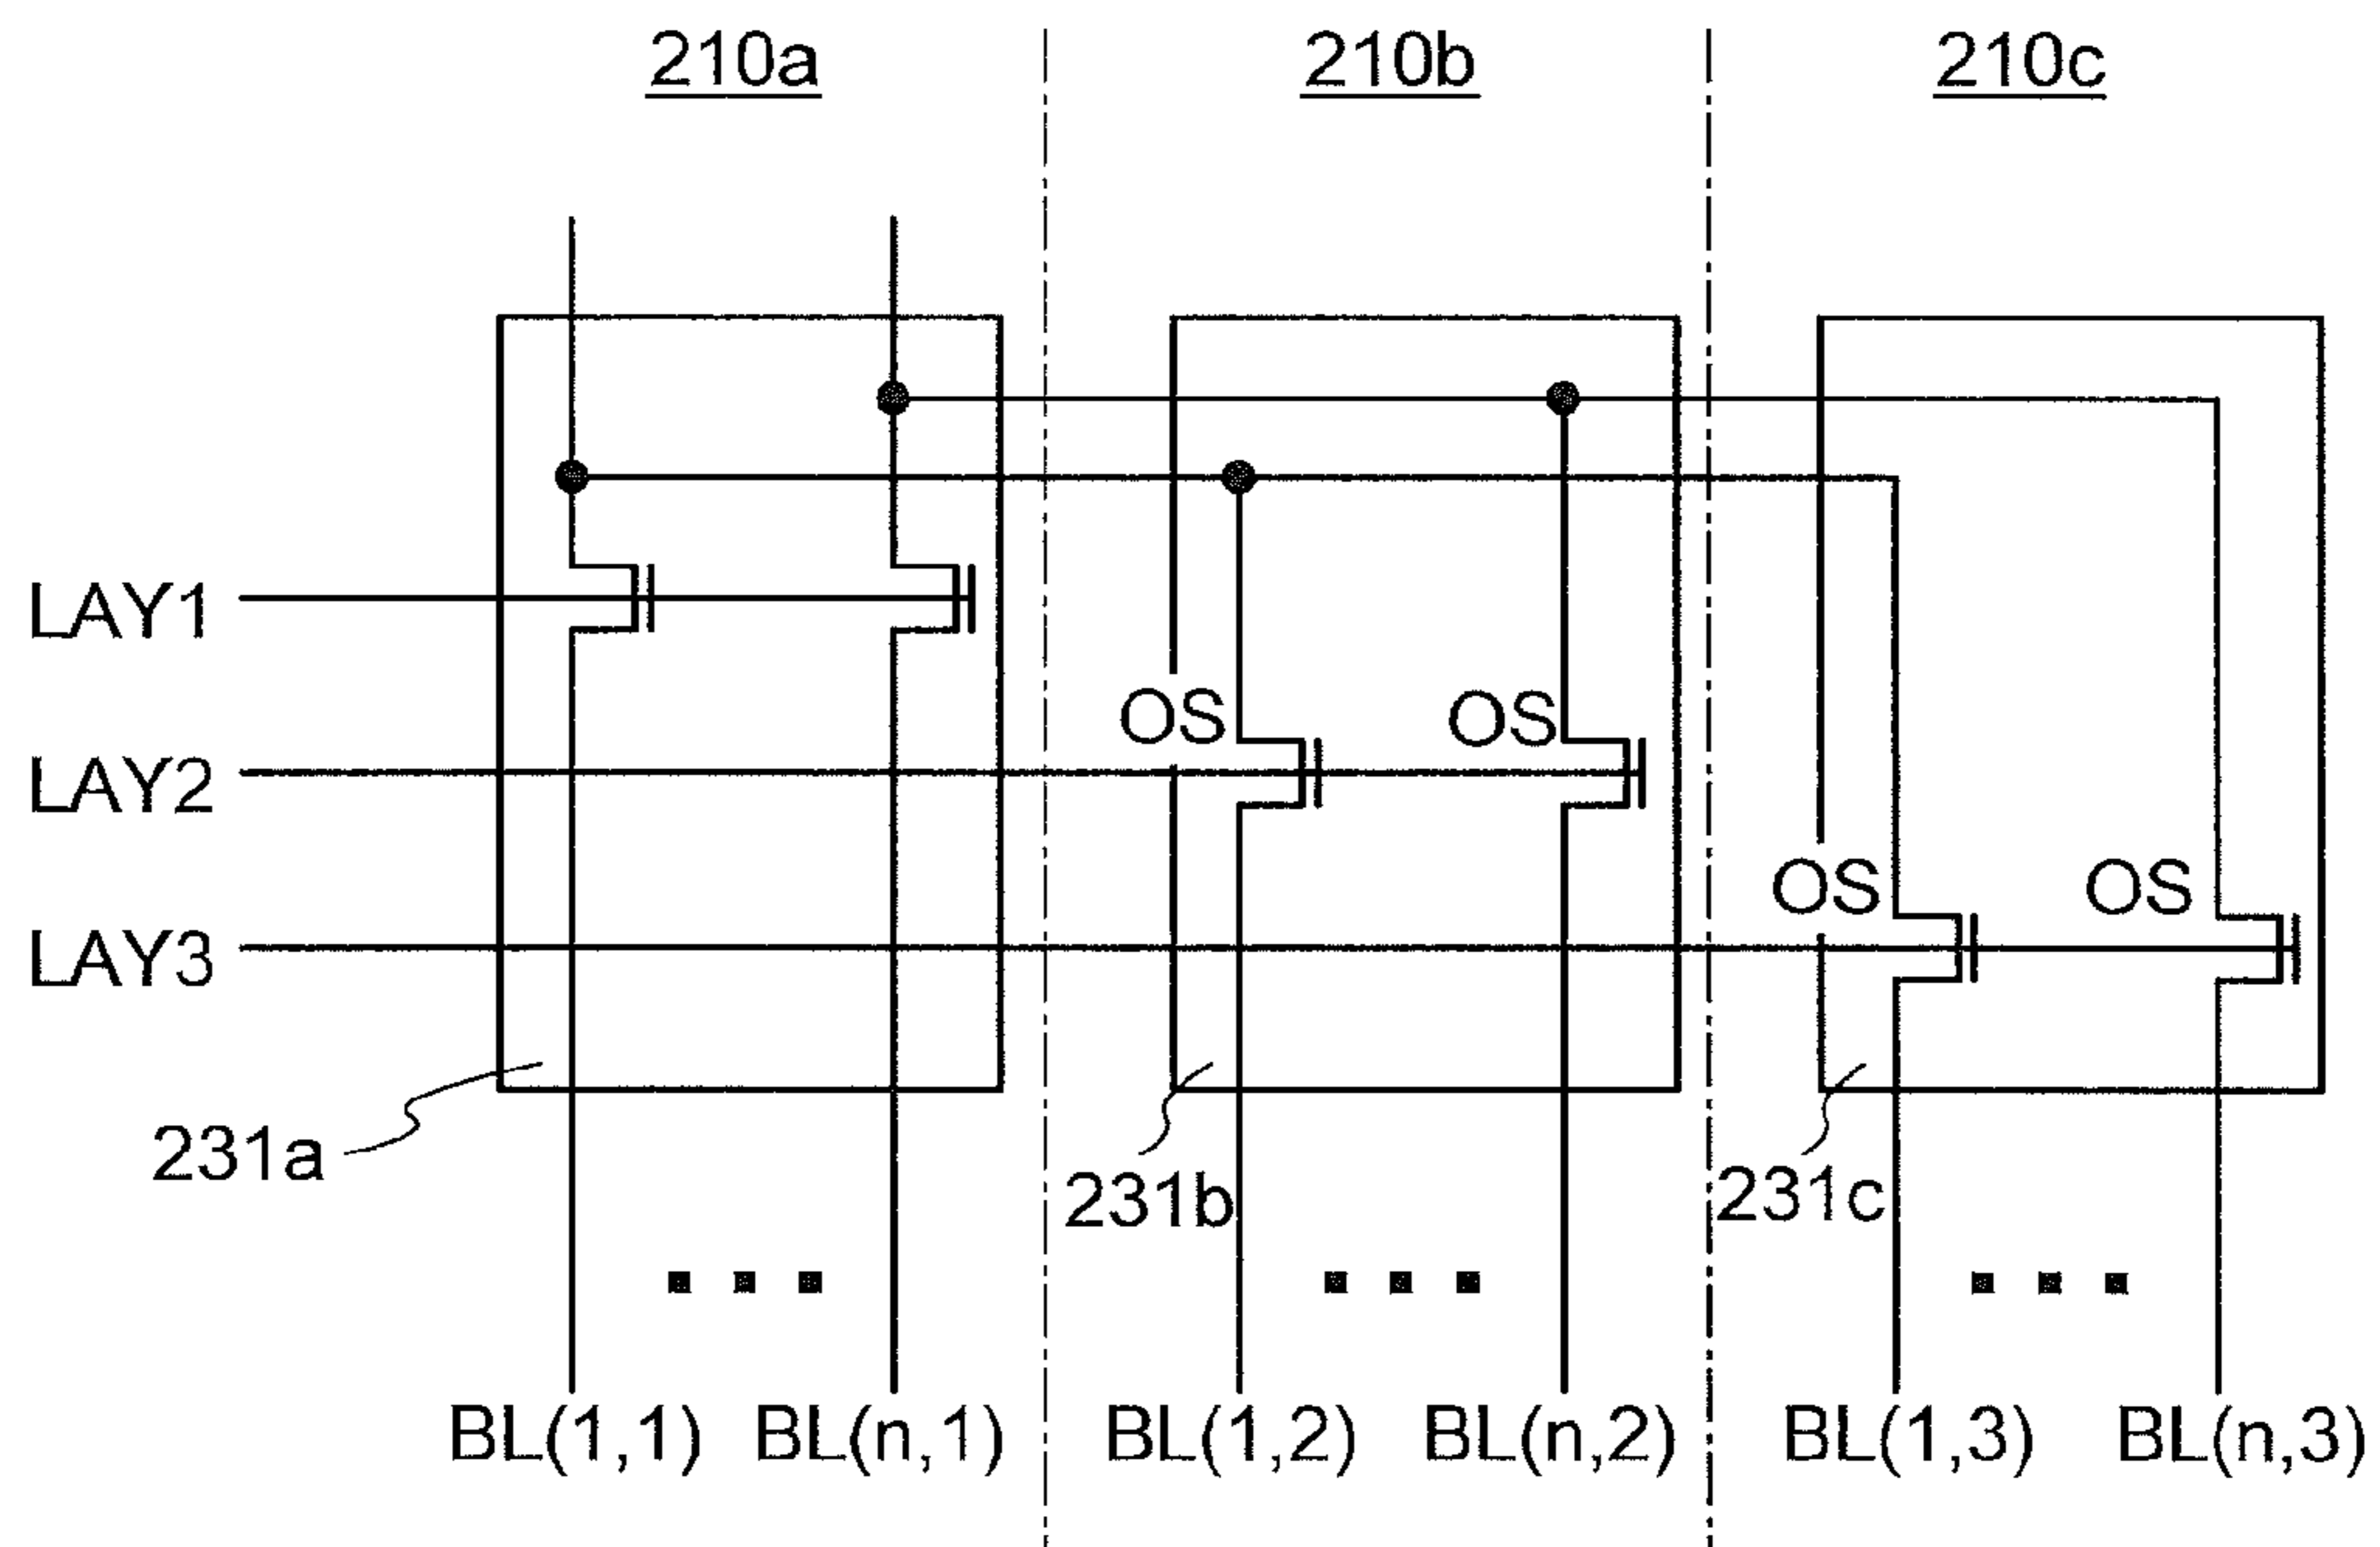 210a 210b 210c
LAY1
OS OS
LAY2
OS OS
LAY3
231a 231b 231c
BL(1,1) BL(n,1) BL(1,2) BL(n,2) BL(1,3) BL(n,3)